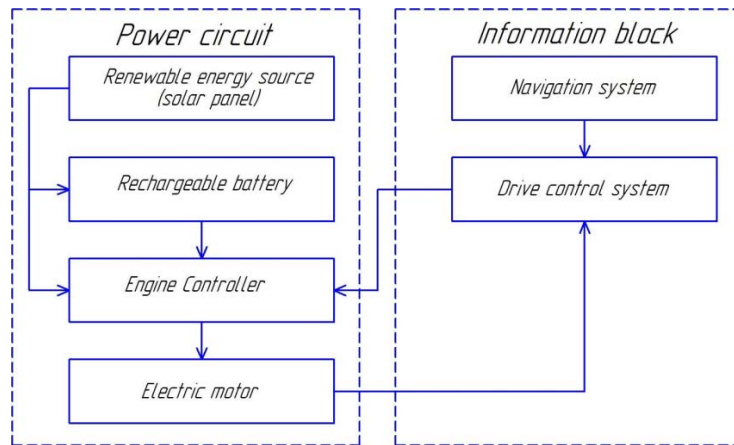 Power circuit
Renewable energy source
(solar panel)
Rechargeable battery
Engine Controller
Electric motor
Information block
Navigation system
Drive control system